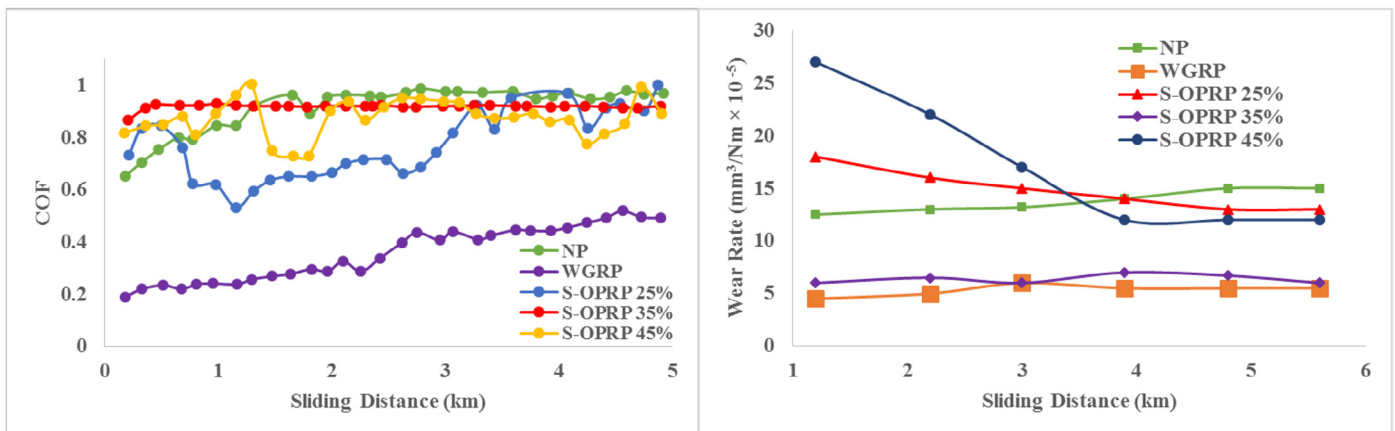 1
0.8
0.6
0.4
0.2
0
COF
0 1 2 3 4 5
Sliding Distance (km)
NP
WGRP
S-OPRP 25%
S-OPRP 35%
S-OPRP 45%
30
25
20
15
10
5
0
Wear Rate (mm³/Nm × 10⁻⁵)
1 2 3 4 5 6
Sliding Distance (km)
NP
WGRP
S-OPRP 25%
S-OPRP 35%
S-OPRP 45%